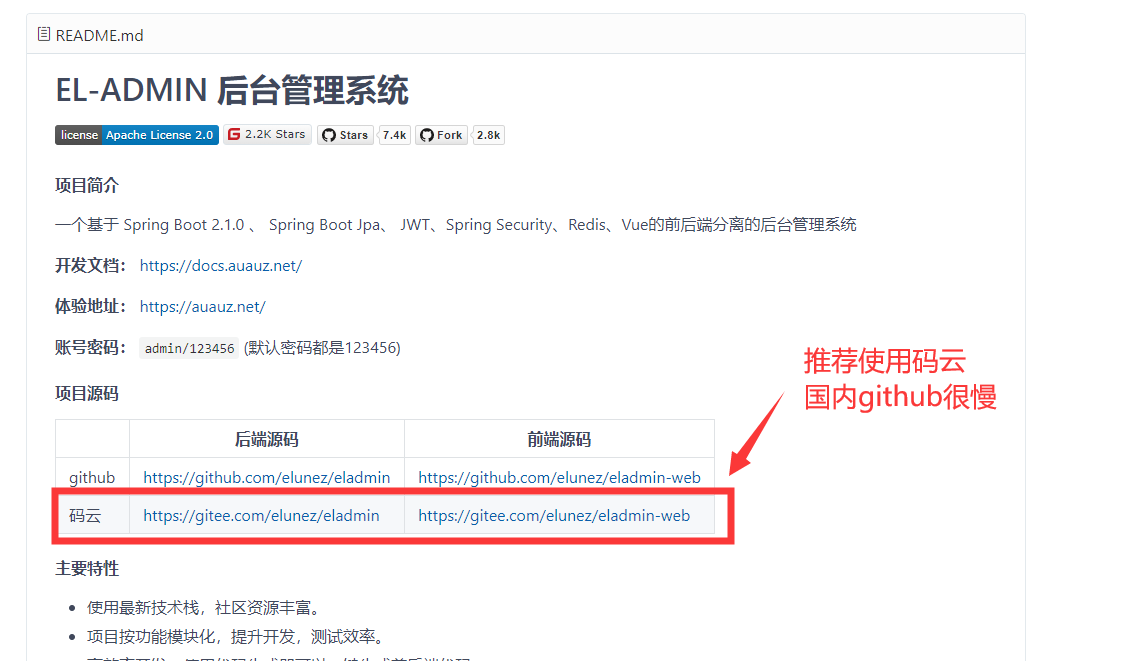 README.md
EL-ADMIN 后台管理系统
license Apache License 2.0 G 2.2K Stars Stars 7.4k Fork 2.8k
项目简介
一个基于 Spring Boot 2.1.0 、 Spring Boot Jpa、 JWT、Spring Security、Redis、Vue的前后端分离的后台管理系统
开发文档： https://docs.auauz.net/
体验地址： https://auauz.net/
账号密码： admin/123456 (默认密码都是123456)
推荐使用码云
国内github很慢
项目源码
后端源码 前端源码
github https://github.com/elunez/eladmin https://github.com/elunez/eladmin-web
码云 https://gitee.com/elunez/eladmin https://gitee.com/elunez/eladmin-web
主要特性
使用最新技术栈，社区资源丰富。
项目按功能模块化，提升开发，测试效率。